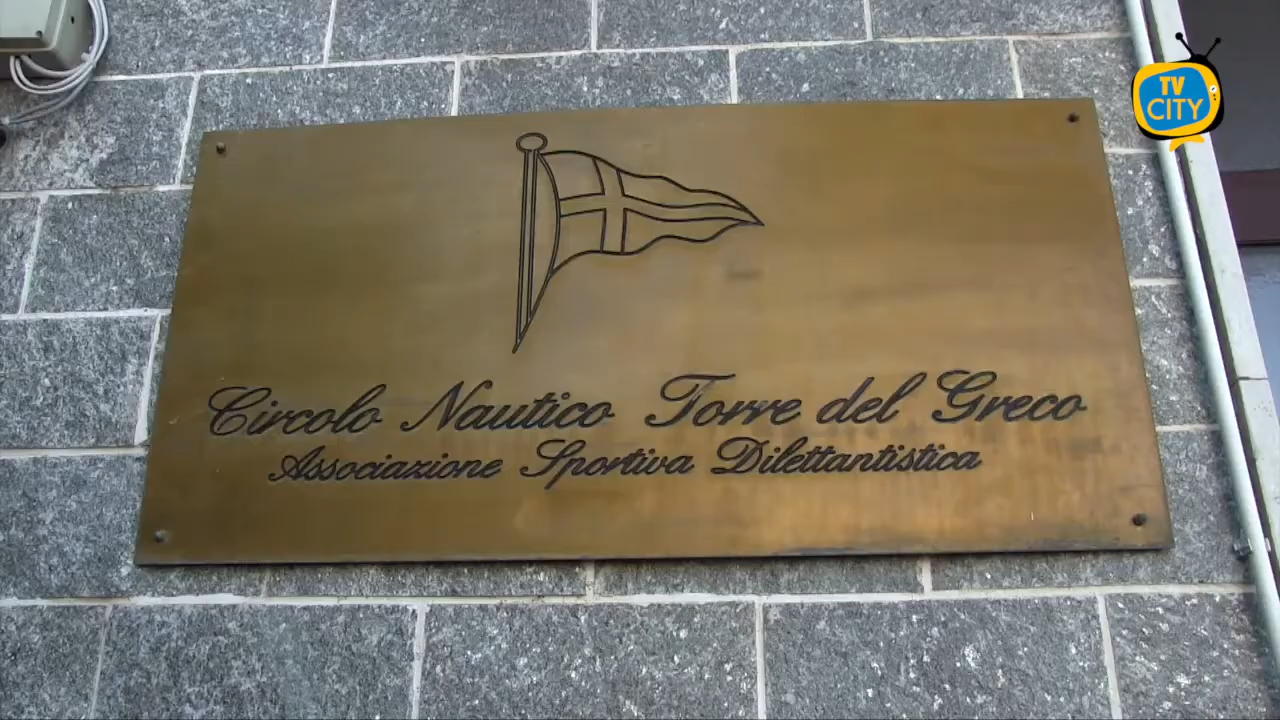 TV
CITY
Circolo Nautico Torre del Greco
Associazione Sportiva Dilettantistica